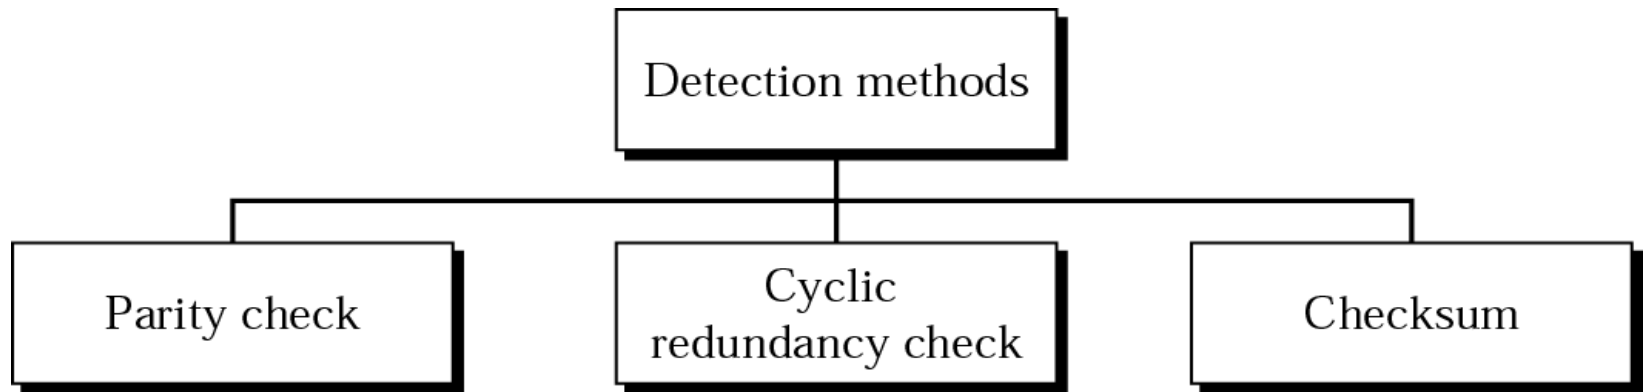 Detection methods
Parity check
Cyclic
redundancy check
Checksum